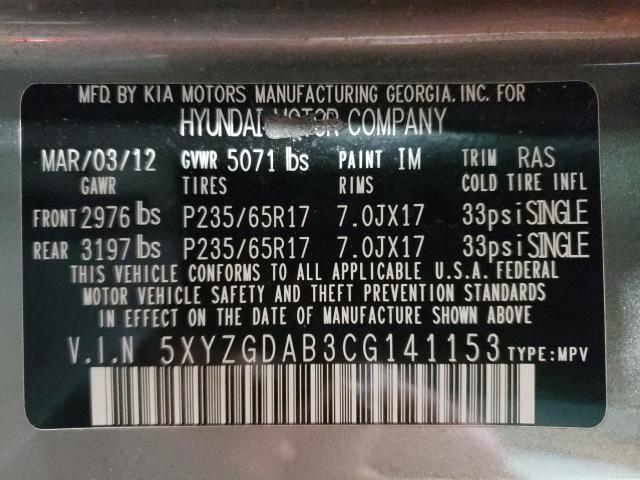 MFD. BY KIA MOTORS MANUFACTURING GEORGIA. INC. FOR
HYUNDAI MOTOR COMPANY
MAR/03/12 GVWR 5071 lbs PAINT IM TRIM RAS
GAWR TIRES RIMS COLD TIRE INFL
FRONT 2976 lbs P235/65R17 7.0JX17 33psi SINGLE
REAR 3197 lbs P235/65R17 7.0JX17 33psi SINGLE
THIS VEHICLE CONFORMS TO ALL APPLICABLE U.S.A. FEDERAL
MOTOR VEHICLE SAFETY AND THEFT PREVENTION STANDARDS
IN EFFECT ON THE DATE OF MANUFACTURE SHOWN ABOVE
V.I.N 5XYZGDAB3CG141153 TYPE:MPV